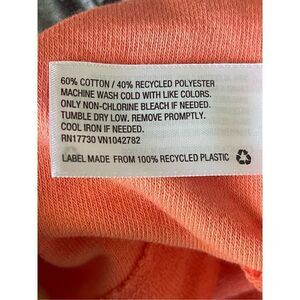 60% COTTON / 40% RECYCLED POLYESTER
MACHINE WASH COLD WITH LIKE COLORS.
ONLY NON-CHLORINE BLEACH IF NEEDED.
TUMBLE DRY LOW. REMOVE PROMPTLY.
COOL IRON IF NEEDED.
RN17730 VN1042782
LABEL MADE FROM 100% RECYCLED PLASTIC